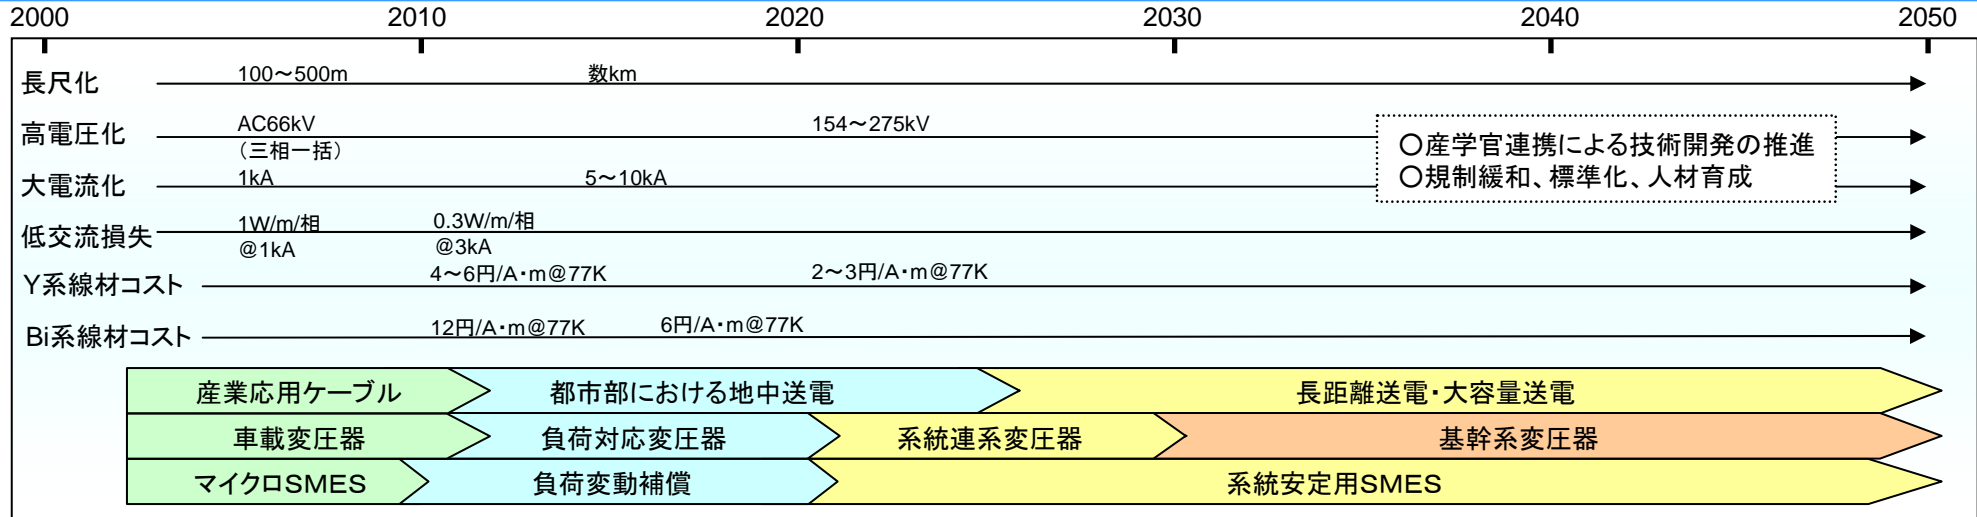 2000 2010 2020 2030 2040 2050
長尺化 100～500m 数km
高電圧化 AC66kV 154～275kV
（三相一括）
○産学官連携による技術開発の推進
○規制緩和、標準化、人材育成
大電流化 1kA 5～10kA
低交流損失 1W/m/相 0.3W/m/相
@1kA @3kA
Y系線材コスト 4～6円/A・m@77K 2～3円/A・m@77K
Bi系線材コスト 12円/A・m@77K 6円/A・m@77K
産業応用ケーブル 都市部における地中送電 長距離送電・大容量送電
車載変圧器 負荷対応変圧器 系統連系変圧器 基幹系変圧器
マイクロSMES 負荷変動補償 系統安定用SMES